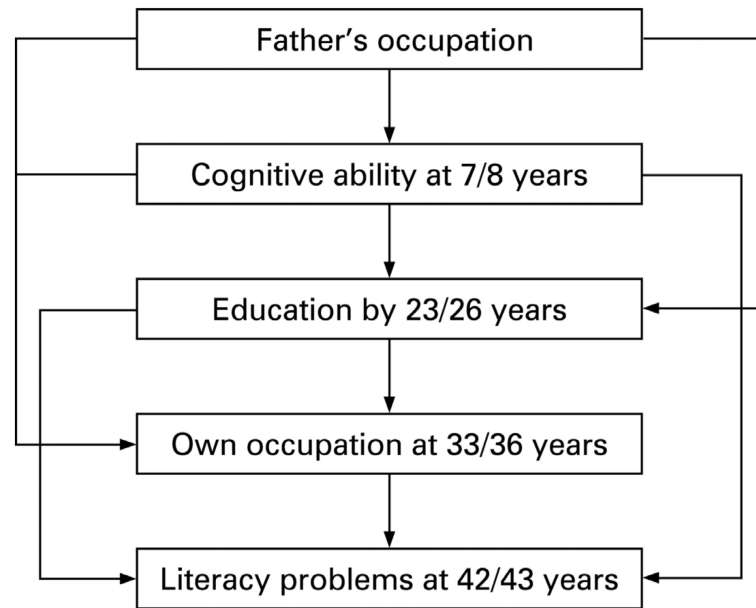 Father’s occupation
Cognitive ability at 7/8 years
Education by 23/26 years
Own occupation at 33/36 years
Literacy problems at 42/43 years